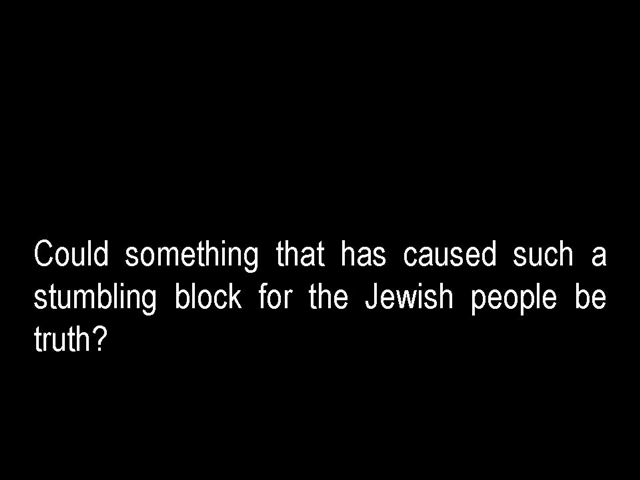 Could something that has caused such a
stumbling block for the Jewish people be
truth?